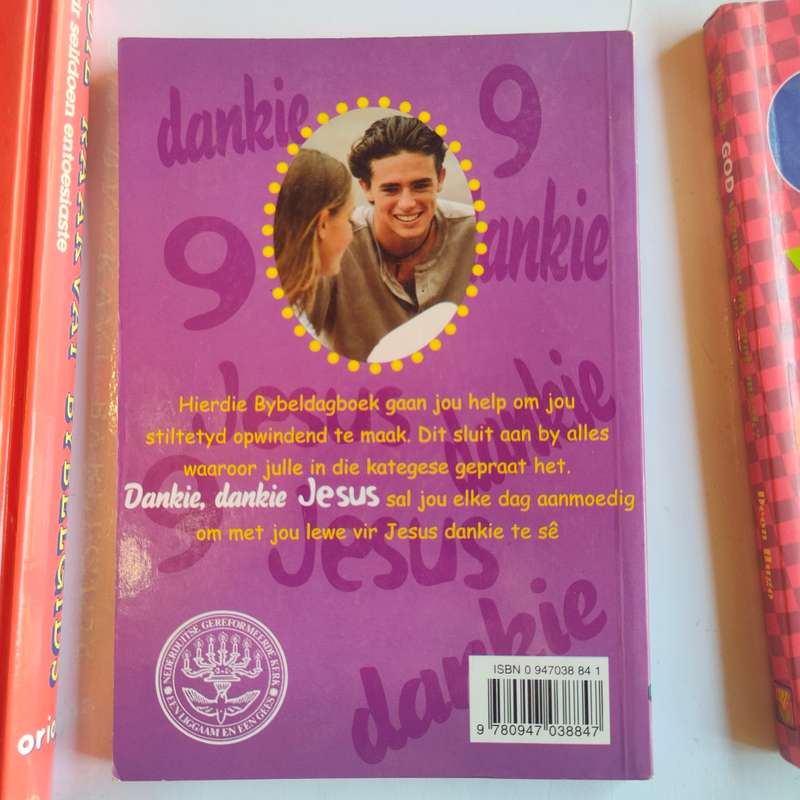 dankie
9
9
dankie
Jesus
dankie
9
Hierdie Bybeldagboek gaan jou help om jou
stiltetyd opwindend te maak. Dit sluit aan by alles
waaroor julle in die kategese gepraat het.
Dankie, dankie Jesus sal jou elke dag aanmoedig
om met jou lewe vir Jesus dankie te sê
Jesus
dankie
NEDERDUITSE GEREFORMEERDE KERK
EEN LIGGAAM EN EEN GEES
ISBN 0 947038 84 1
9 780947 038847
selfdoen entoesiaste
GOD